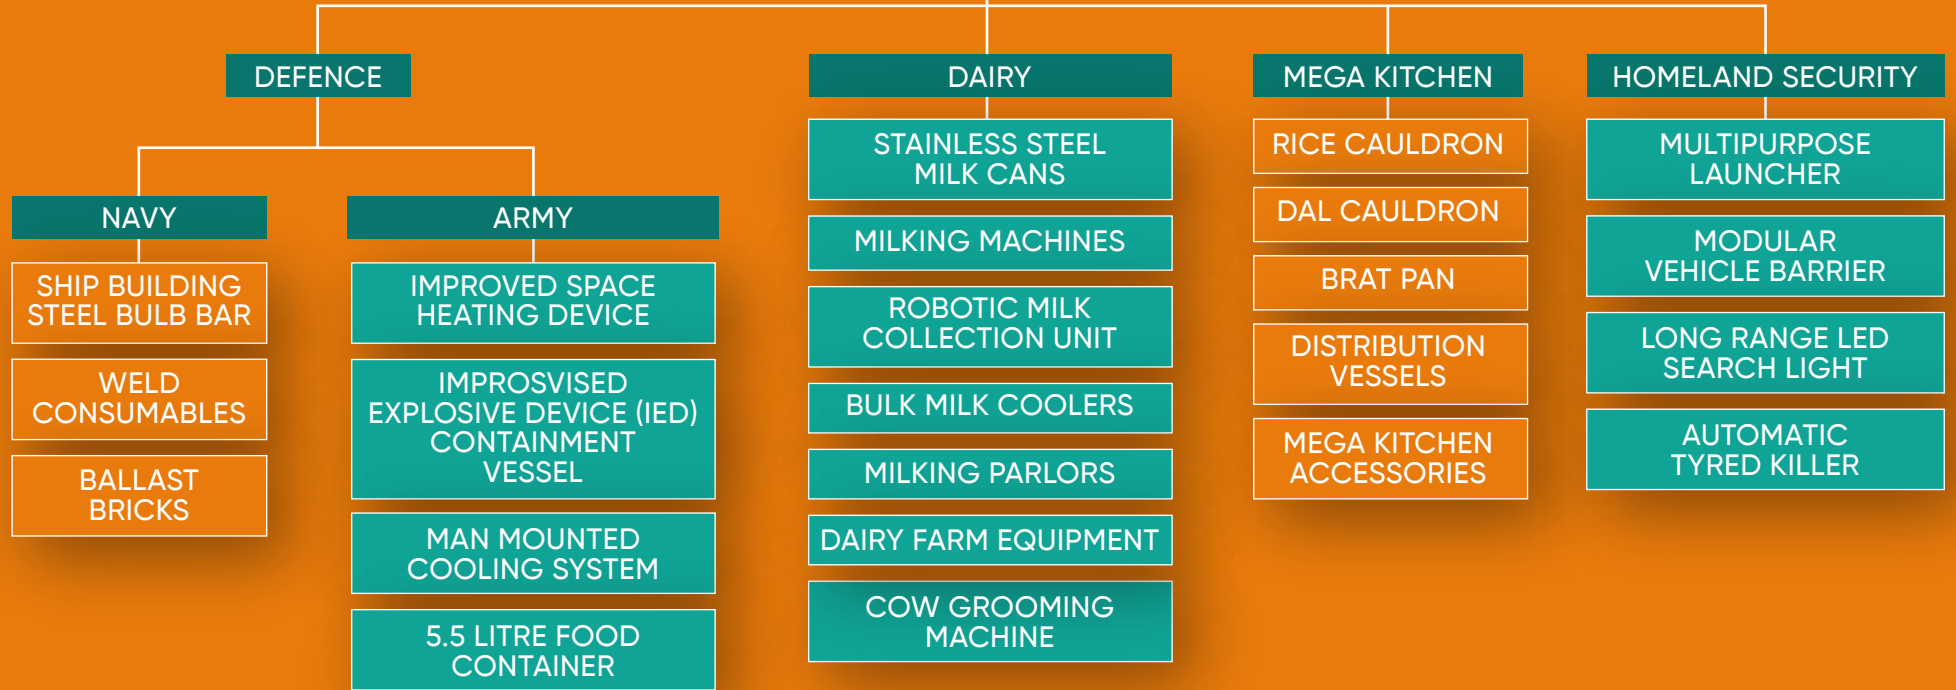 DEFENCE
NAVY
SHIP BUILDING
STEEL BULB BAR
WELD
CONSUMABLES
BALLAST
BRICKS
ARMY
IMPROVED SPACE
HEATING DEVICE
IMPROSVISED
EXPLOSIVE DEVICE (IED)
CONTAINMENT
VESSEL
MAN MOUNTED
COOLING SYSTEM
5.5 LITRE FOOD
CONTAINER
DAIRY
STAINLESS STEEL
MILK CANS
MILKING MACHINES
ROBOTIC MILK
COLLECTION UNIT
BULK MILK COOLERS
MILKING PARLORS
DAIRY FARM EQUIPMENT
COW GROOMING
MACHINE
MEGA KITCHEN
RICE CAULDRON
DAL CAULDRON
BRAT PAN
DISTRIBUTION
VESSELS
MEGA KITCHEN
ACCESSORIES
HOMELAND SECURITY
MULTIPURPOSE
LAUNCHER
MODULAR
VEHICLE BARRIER
LONG RANGE LED
SEARCH LIGHT
AUTOMATIC
TYRED KILLER